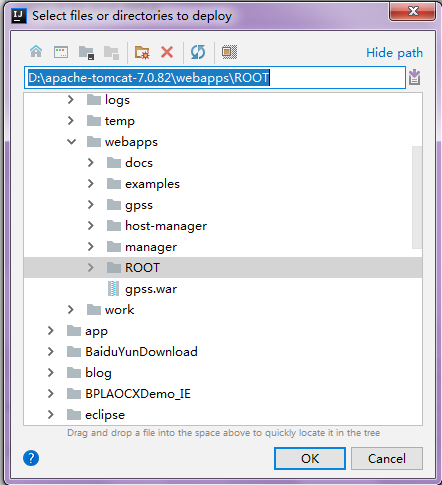 IJ Select files or directories to deploy
Hide path
D:\apache-tomcat-7.0.82\webapps\ROOT
logs
temp
webapps
docs
examples
gpss
host-manager
manager
ROOT
gpss.war
work
app
BaiduYunDownload
blog
BPLAOCXDemo_IE
eclipse
Drag and drop a file into the space above to quickly locate it in the tree
? OK Cancel